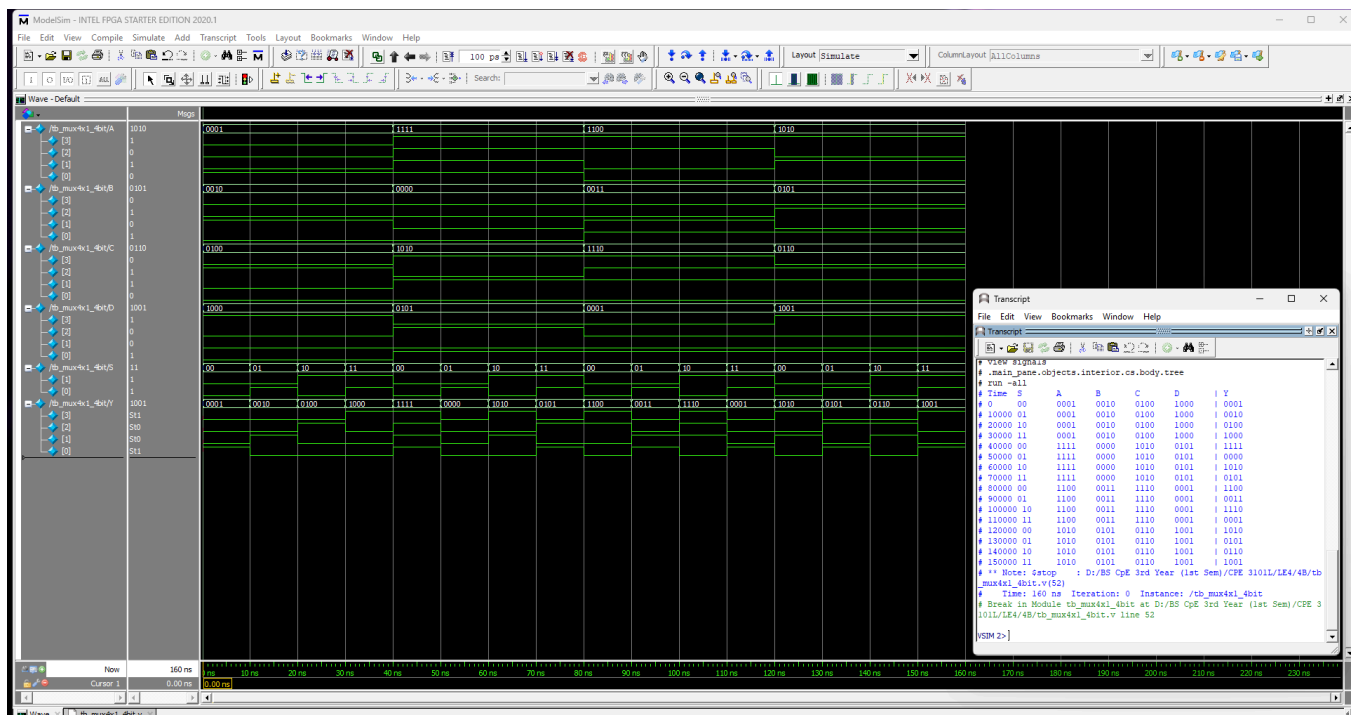 ModelSim - INTEL FPGA STARTER EDITION 2020.1
File Edit View Compile Simulate Add Transcript Tools Layout Bookmarks Window Help
100 ps
Layout Simulate
ColumnLayout AllColumns
Search:
Wave - Default
Msgs
/tb_mux4x1_4bit/A 1010 0001 1111 1100 1010
[3] 1
[2] 0
[1] 1
[0] 0
/tb_mux4x1_4bit/B 0101 0010 0000 0011 0101
[3] 0
[2] 1
[1] 0
[0] 1
/tb_mux4x1_4bit/C 0110 0100 1010 1110 0110
[3] 0
[2] 1
[1] 1
[0] 0
/tb_mux4x1_4bit/D 1001 1000 0101 0001 1001
[3] 1
[2] 0
[1] 0
[0] 1
/tb_mux4x1_4bit/S 11 00 01 10 11 00 01 10 11 00 01 10 11 00 01 10 11
[1] 1
[0] 1
/tb_mux4x1_4bit/Y 1001 0001 0010 0100 1000 1111 0000 1010 0101 1100 0011 1110 0001 1010 0101 0110 1001
[3] St1
[2] St0
[1] St0
[0] St1
Transcript
File Edit View Bookmarks Window Help
Transcript
# view signals
# .main_pane.objects.interior.cs.body.tree
# run -all
# Time S A B C D | Y
# 0 00 0001 0010 0100 1000 | 0001
# 10000 01 0001 0010 0100 1000 | 0010
# 20000 10 0001 0010 0100 1000 | 0100
# 30000 11 0001 0010 0100 1000 | 1000
# 40000 00 1111 0000 1010 0101 | 1111
# 50000 01 1111 0000 1010 0101 | 0000
# 60000 10 1111 0000 1010 0101 | 1010
# 70000 11 1111 0000 1010 0101 | 0101
# 80000 00 1100 0011 1110 0001 | 1100
# 90000 01 1100 0011 1110 0001 | 0011
# 100000 10 1100 0011 1110 0001 | 1110
# 110000 11 1100 0011 1110 0001 | 0001
# 120000 00 1010 0101 0110 1001 | 1010
# 130000 01 1010 0101 0110 1001 | 0101
# 140000 10 1010 0101 0110 1001 | 0110
# 150000 11 1010 0101 0110 1001 | 1001
# ** Note: $stop : D:/BS CpE 3rd Year (1st Sem)/CPE 3101L/LE4/4B/tb
_mux4x1_4bit.v(52)
# Time: 160 ns Iteration: 0 Instance: /tb_mux4x1_4bit
# Break in Module tb_mux4x1_4bit at D:/BS CpE 3rd Year (1st Sem)/CPE 3
101L/LE4/4B/tb_mux4x1_4bit.v line 52
VSIM 2>
Now 160 ns ns 10 ns 20 ns 30 ns 40 ns 50 ns 60 ns 70 ns 80 ns 90 ns 100 ns 110 ns 120 ns 130 ns 140 ns 150 ns 160 ns 170 ns 180 ns 190 ns 200 ns 210 ns 220 ns 230 ns
Cursor 1 0.00 ns 0.00 ns
Wave tb_mux4x1_4bit.v